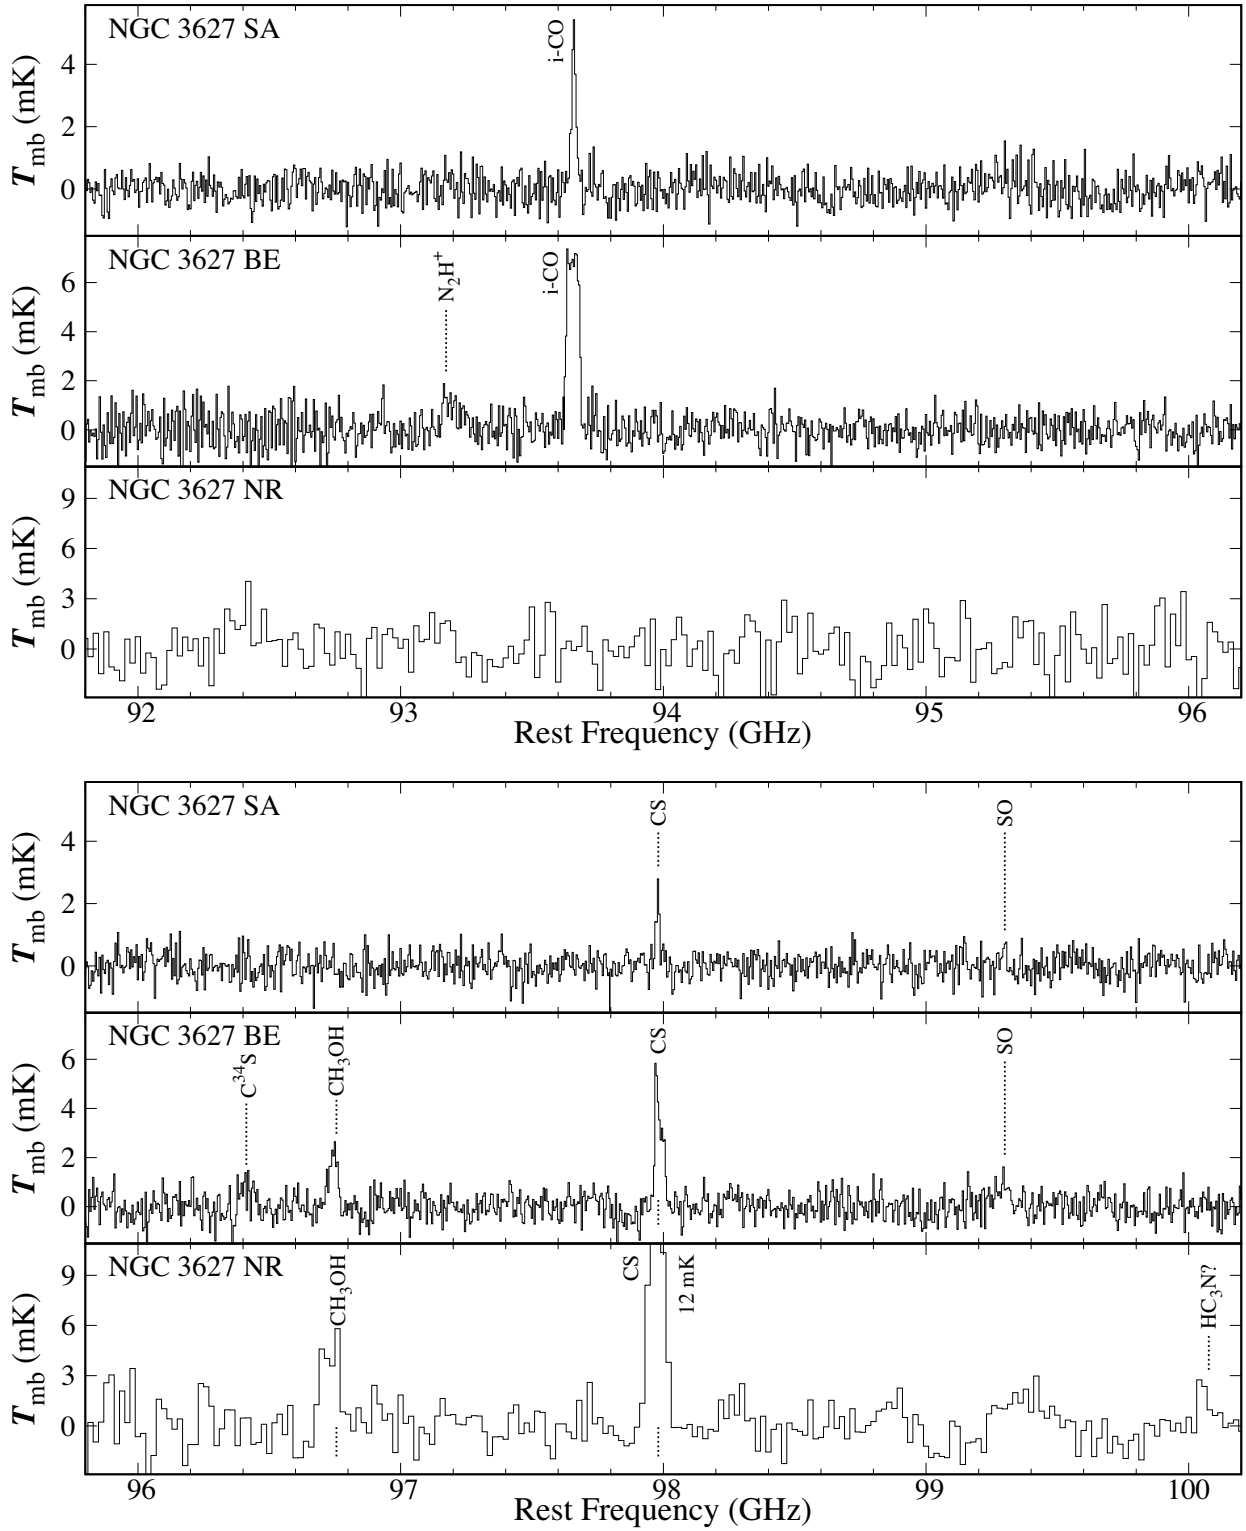 NGC 3627 SA
i-CO
4
2
0
T_mb (mK)
NGC 3627 BE
N₂H⁺
i-CO
6
4
2
0
T_mb (mK)
NGC 3627 NR
9
6
3
0
T_mb (mK)
92 93 94 95 96
Rest Frequency (GHz)
NGC 3627 SA
CS
SO
4
2
0
T_mb (mK)
NGC 3627 BE
C³⁴S
CH₃OH
CS
SO
6
4
2
0
T_mb (mK)
NGC 3627 NR
CH₃OH
CS
12 mK
HC₃N?
9
6
3
0
T_mb (mK)
96 97 98 99 100
Rest Frequency (GHz)